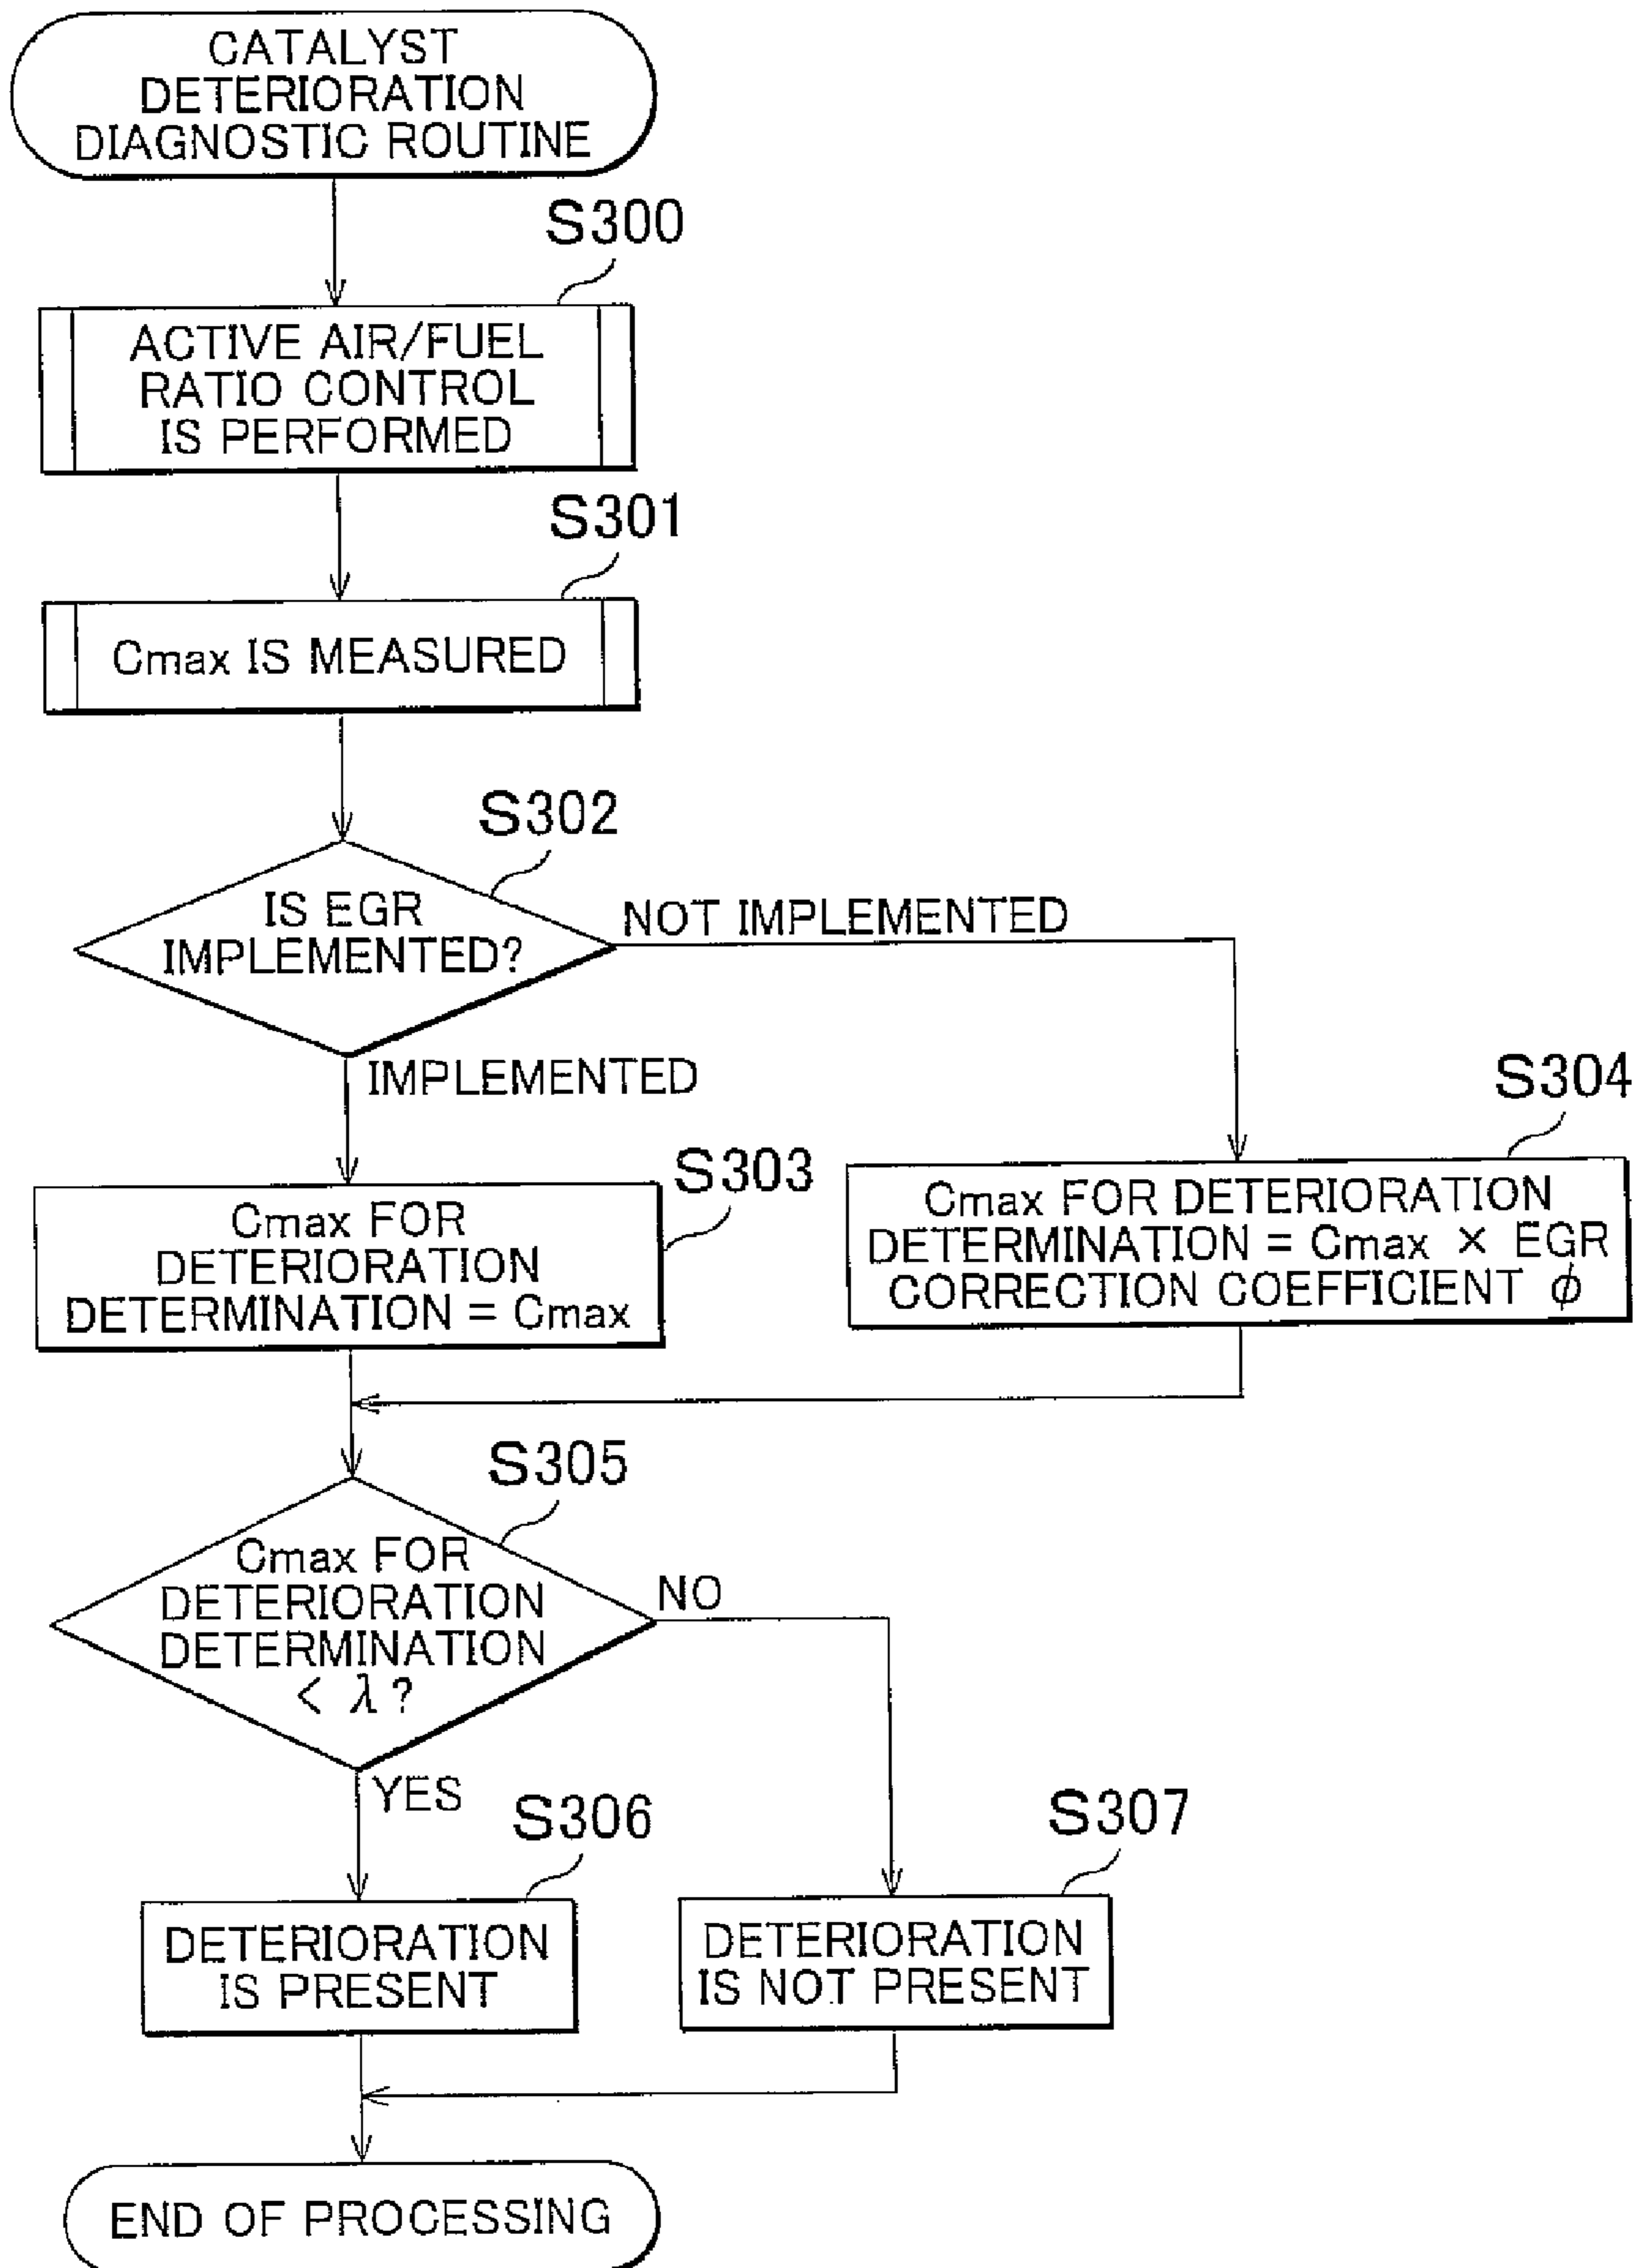 CATALYST
DETERIORATION
DIAGNOSTIC ROUTINE
S300
ACTIVE AIR/FUEL
RATIO CONTROL
IS PERFORMED
S301
Cmax IS MEASURED
S302
IS EGR
IMPLEMENTED?
NOT IMPLEMENTED
IMPLEMENTED
S303
Cmax FOR
DETERIORATION
DETERMINATION = Cmax
S304
Cmax FOR DETERIORATION
DETERMINATION = Cmax × EGR
CORRECTION COEFFICIENT ϕ
S305
Cmax FOR
DETERIORATION
DETERMINATION
< λ ?
NO
YES
S306
DETERIORATION
IS PRESENT
S307
DETERIORATION
IS NOT PRESENT
END OF PROCESSING